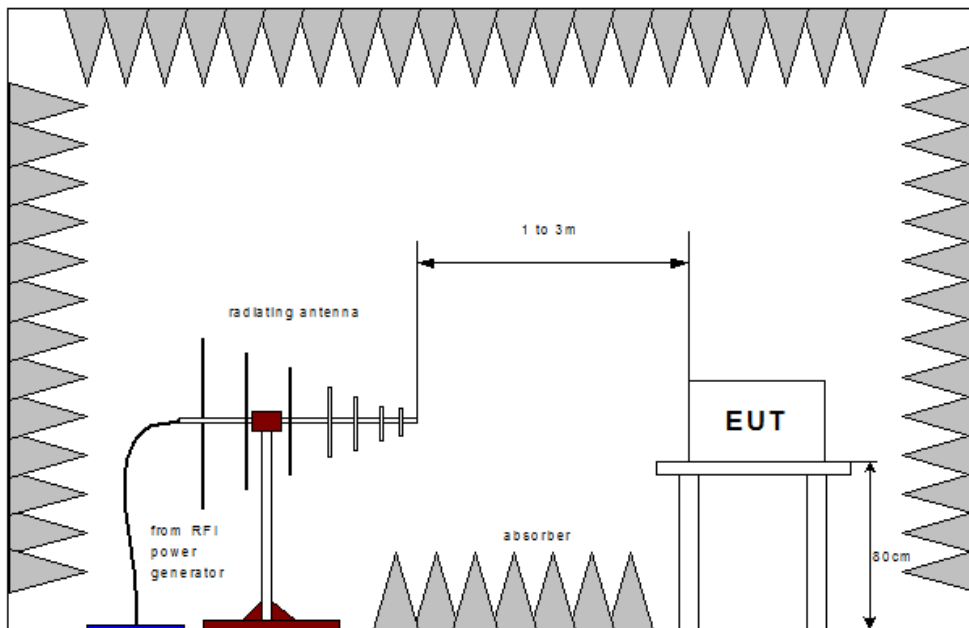 1 to 3m
radiating antenna
EUT
from RFI
power
generator
absorber
80cm